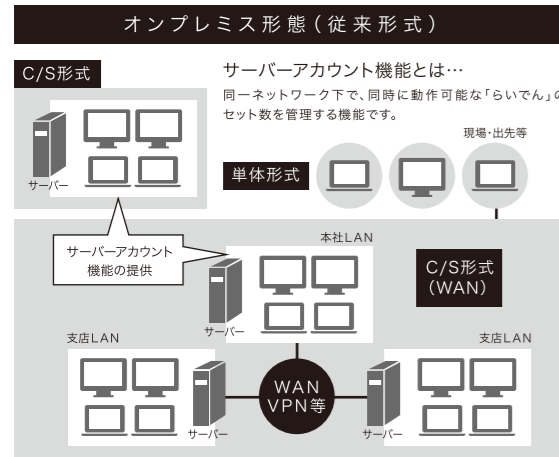 オンプレミス形態（従来形式）
C/S形式
サーバー
サーバーアカウント機能とは…
同一ネットワーク下で、同時に動作可能な「らいでん」の
セット数を管理する機能です。
現場・出先等
単体形式
サーバーアカウント
機能の提供
本社LAN
サーバー
C/S形式
（WAN）
支店LAN
サーバー
WAN
VPN等
支店LAN
サーバー